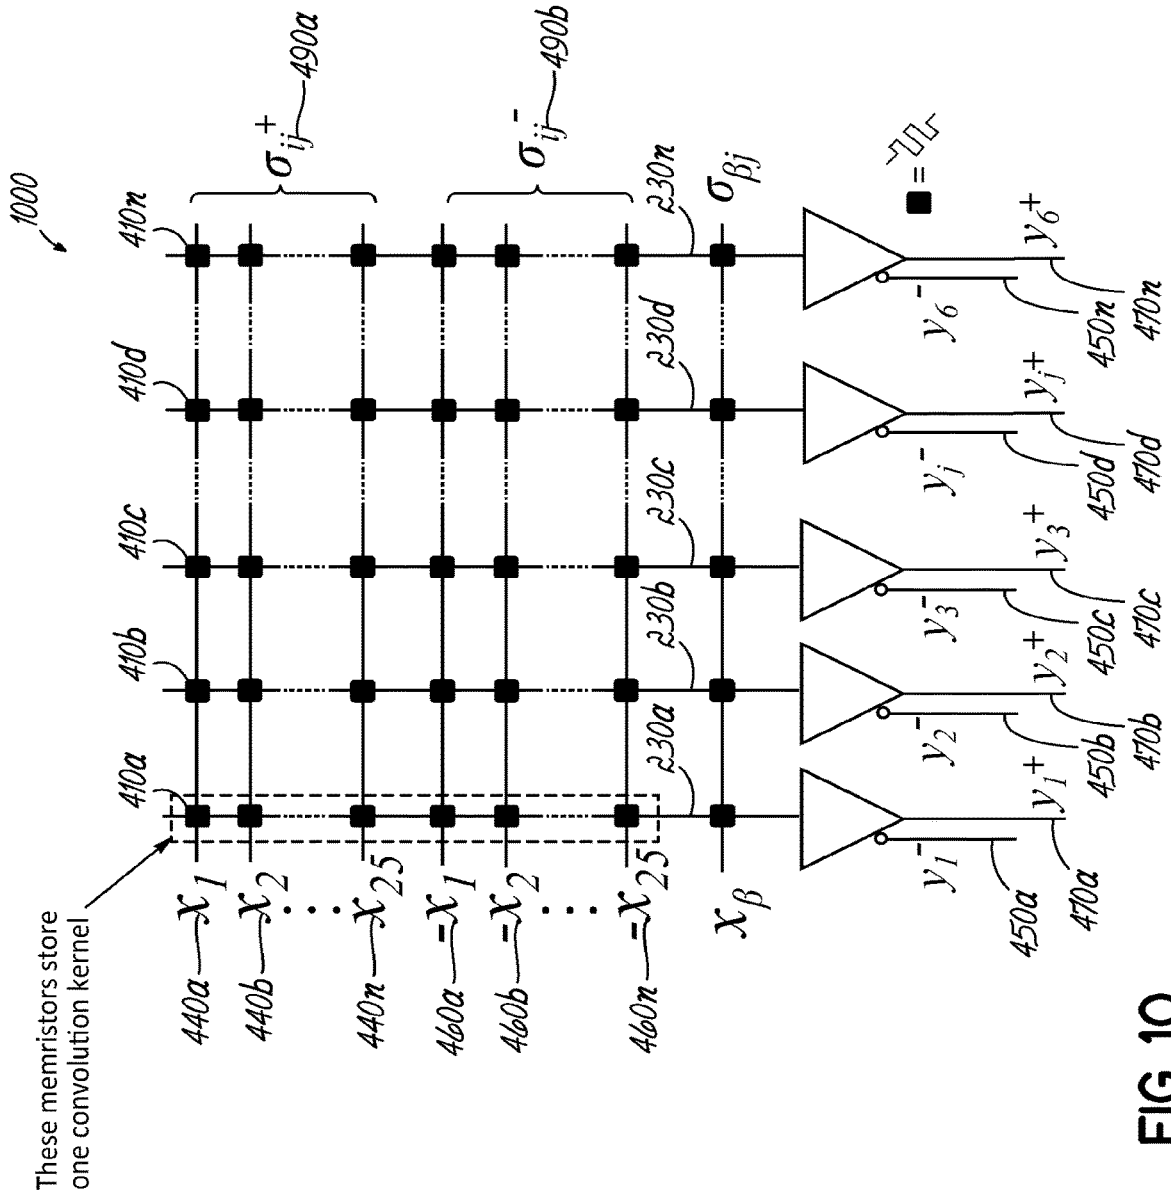 1000
These memristors store
one convolution kernel
410a 410b 410c 410d 410n
440a x₁
440b x₂
440n x₂₅
460a -x₁
460b -x₂
460n -x₂₅
σᵢⱼ⁺ 490a
σᵢⱼ⁻ 490b
230a 230b 230c 230d 230n
x_β σ_βj
=
y₁⁻ y₂⁻ y₃⁻ yⱼ⁻ y₆⁻
450a 450b 450c 450d 450n
y₁⁺ y₂⁺ y₃⁺ yⱼ⁺ y₆⁺
470a 470b 470c 470d 470n
FIG. 10